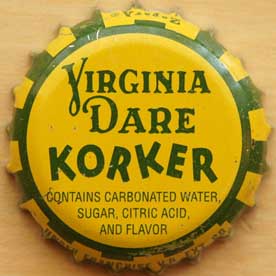 VIRGINIA
DARE
KORKER
CONTAINS CARBONATED WATER,
SUGAR, CITRIC ACID,
AND FLAVOR